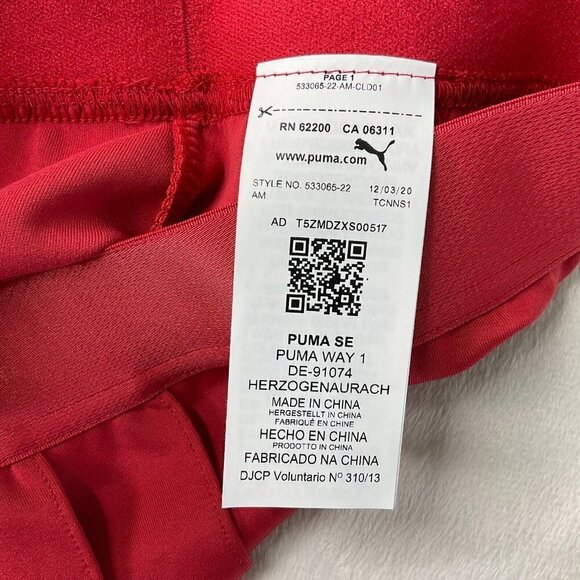 PAGE 1
533065-22-AM-CLD01
RN 62200 CA 06311
www.puma.com
STYLE NO. 533065-22 12/03/20
AM TCNNS1
AD T5ZMDZXS00517
PUMA SE
PUMA WAY 1
DE-91074
HERZOGENAURACH
MADE IN CHINA
HERGESTELLT IN CHINA
FABRIQUÉ EN CHINE
HECHO EN CHINA
PRODOTTO IN CHINA
FABRICADO NA CHINA
DJCP Voluntario Nº 310/13